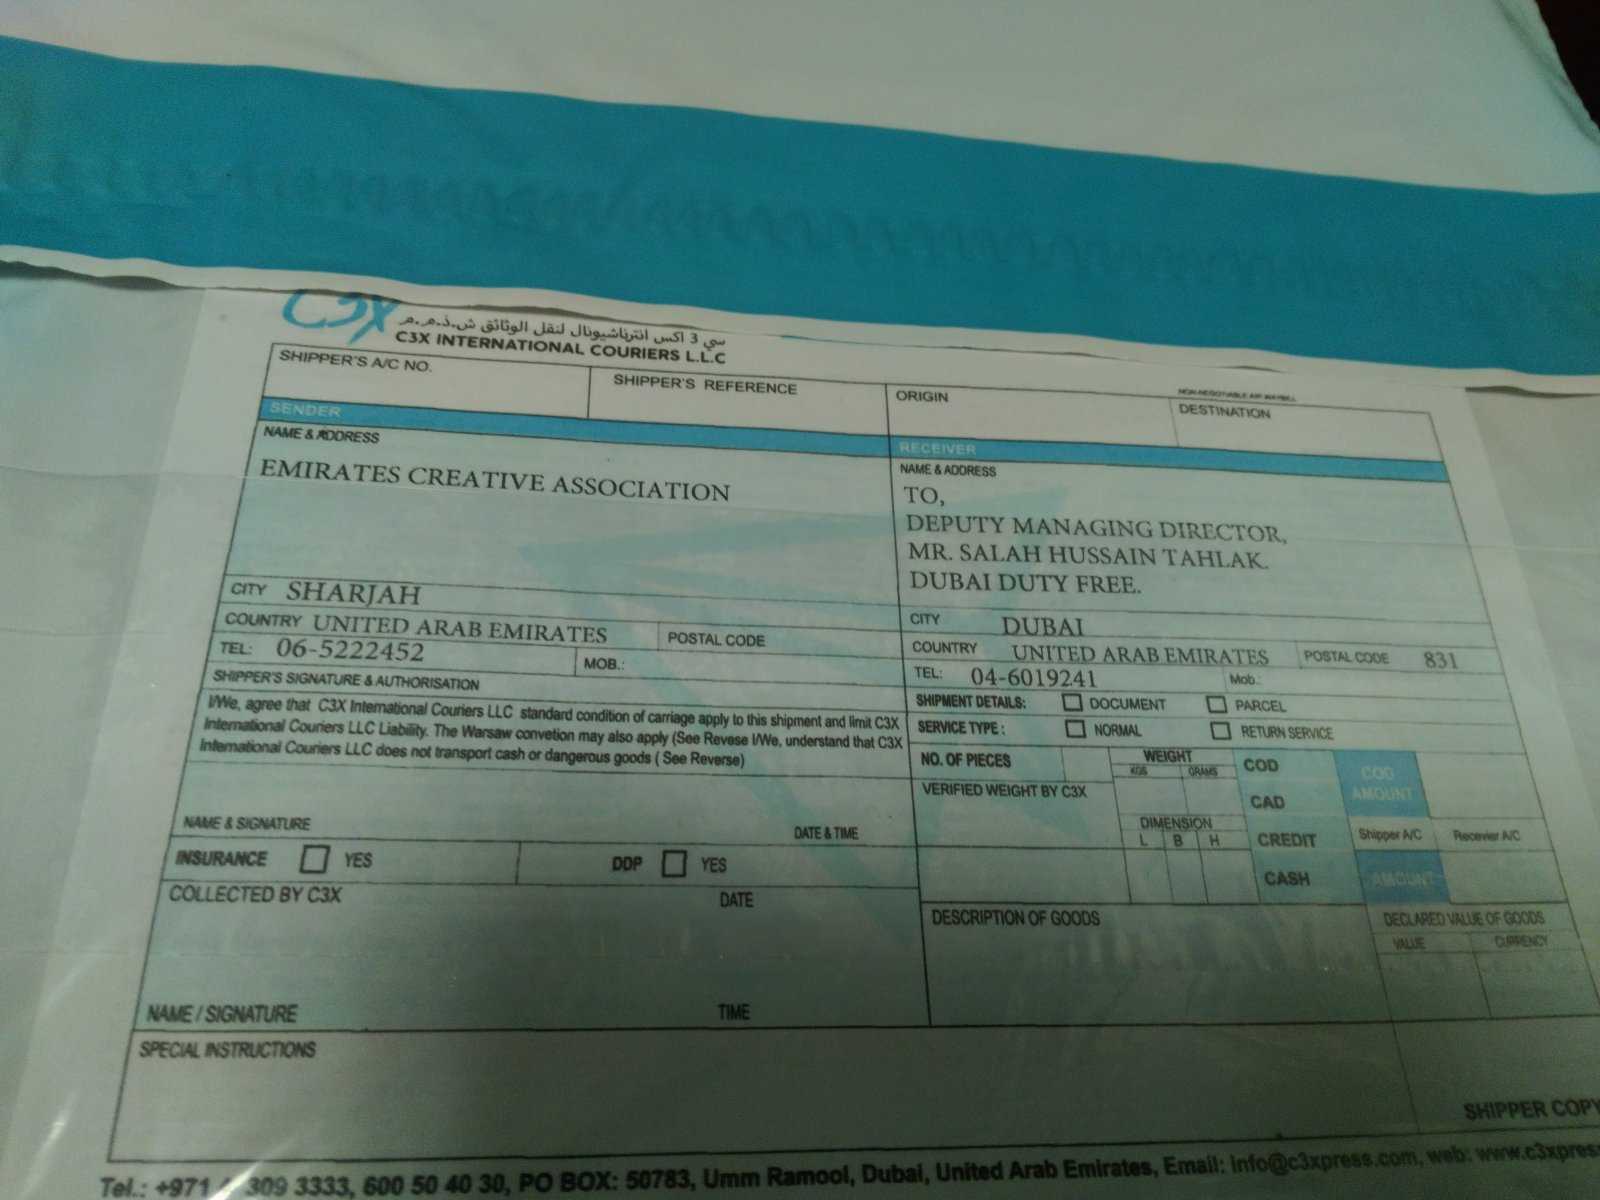 C3X
سي 3 اكس انترناشيونال لنقل الوثائق ش.ذ.م.م
C3X INTERNATIONAL COURIERS L.L.C
NON-NEGOTIABLE AIR WAYBILL
SHIPPER'S A/C NO.
SHIPPER'S REFERENCE
ORIGIN
DESTINATION
SENDER
NAME & ADDRESS
EMIRATES CREATIVE ASSOCIATION
CITY SHARJAH
COUNTRY UNITED ARAB EMIRATES POSTAL CODE
TEL: 06-5222452 MOB.:
SHIPPER'S SIGNATURE & AUTHORISATION
I/We, agree that C3X International Couriers LLC standard condition of carriage apply to this shipment and limit C3X
International Couriers LLC Liability. The Warsaw convetion may also apply (See Revese I/We, understand that C3X
International Couriers LLC does not transport cash or dangerous goods ( See Reverse)
NAME & SIGNATURE DATE & TIME
INSURANCE YES DDP YES
COLLECTED BY C3X DATE
NAME / SIGNATURE TIME
RECEIVER
NAME & ADDRESS
TO,
DEPUTY MANAGING DIRECTOR,
MR. SALAH HUSSAIN TAHLAK.
DUBAI DUTY FREE.
CITY DUBAI
COUNTRY UNITED ARAB EMIRATES POSTAL CODE 831
TEL: 04-6019241 Mob.:
SHIPMENT DETAILS: DOCUMENT PARCEL
SERVICE TYPE : NORMAL RETURN SERVICE
NO. OF PIECES
WEIGHT
KGS GRAMS
VERIFIED WEIGHT BY C3X
DIMENSION
L B H
COD
CAD
CREDIT
CASH
COD
AMOUNT
Shipper A/C Recevier A/C
AMOUNT
DESCRIPTION OF GOODS
DECLARED VALUE OF GOODS
VALUE CURRENCY
SPECIAL INSTRUCTIONS
SHIPPER COPY
Tel.: +971 309 3333, 600 50 40 30, PO BOX: 50783, Umm Ramool, Dubai, United Arab Emirates, Email: info@c3xpress.com, web: www.c3xpres